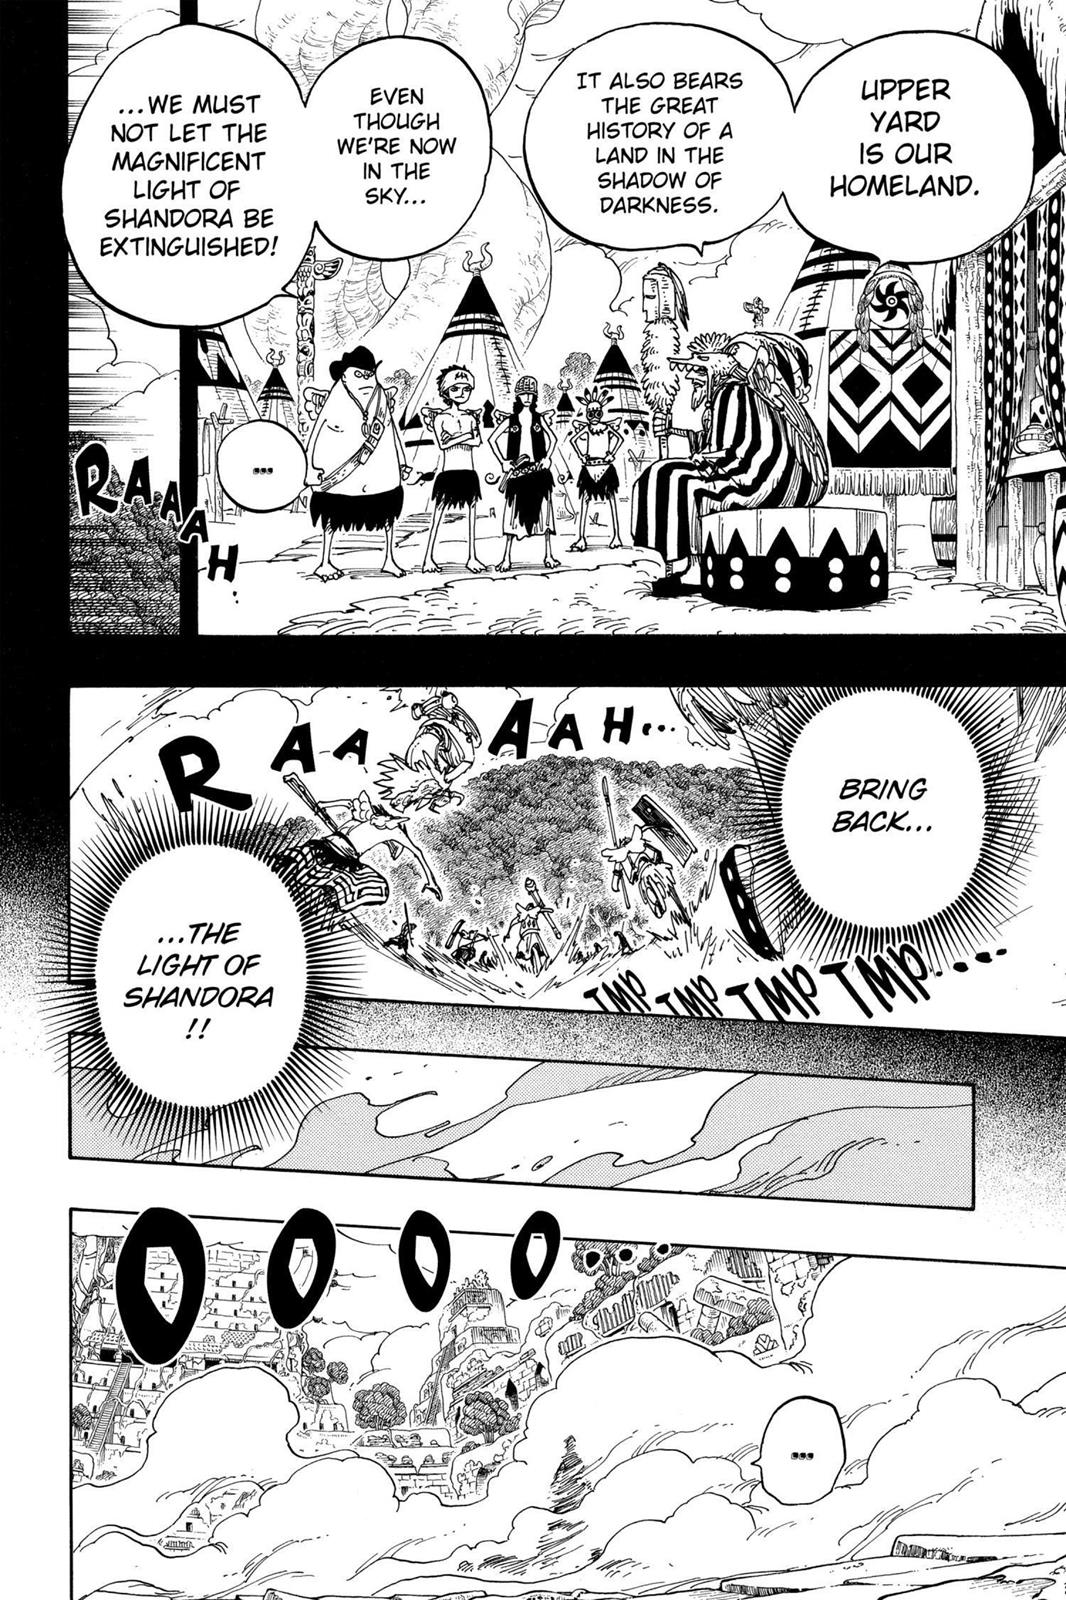 UPPER
YARD
IS OUR
HOMELAND.
IT ALSO BEARS
THE GREAT
HISTORY OF A
LAND IN THE
SHADOW OF
DARKNESS.
EVEN
THOUGH
WE'RE NOW
IN THE
SKY...
...WE MUST
NOT LET THE
MAGNIFICENT
LIGHT OF
SHANDORA BE
EXTINGUISHED!
...
RAAAH...
RAAAAH...
BRING
BACK...
...THE
LIGHT OF
SHANDORA
!!
TMP TMP TMP TMP......
OOOO
...